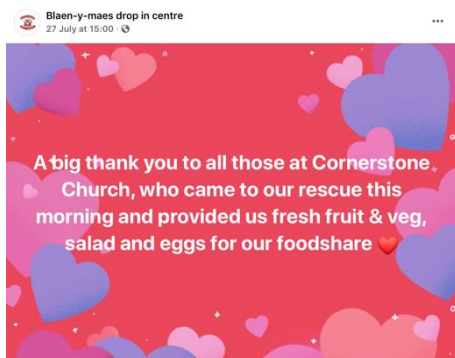 Blaen-y-maes drop in centre
27 July at 15:00 ·
A big thank you to all those at Cornerstone
Church, who came to our rescue this
morning and provided us fresh fruit & veg,
salad and eggs for our foodshare ❤️